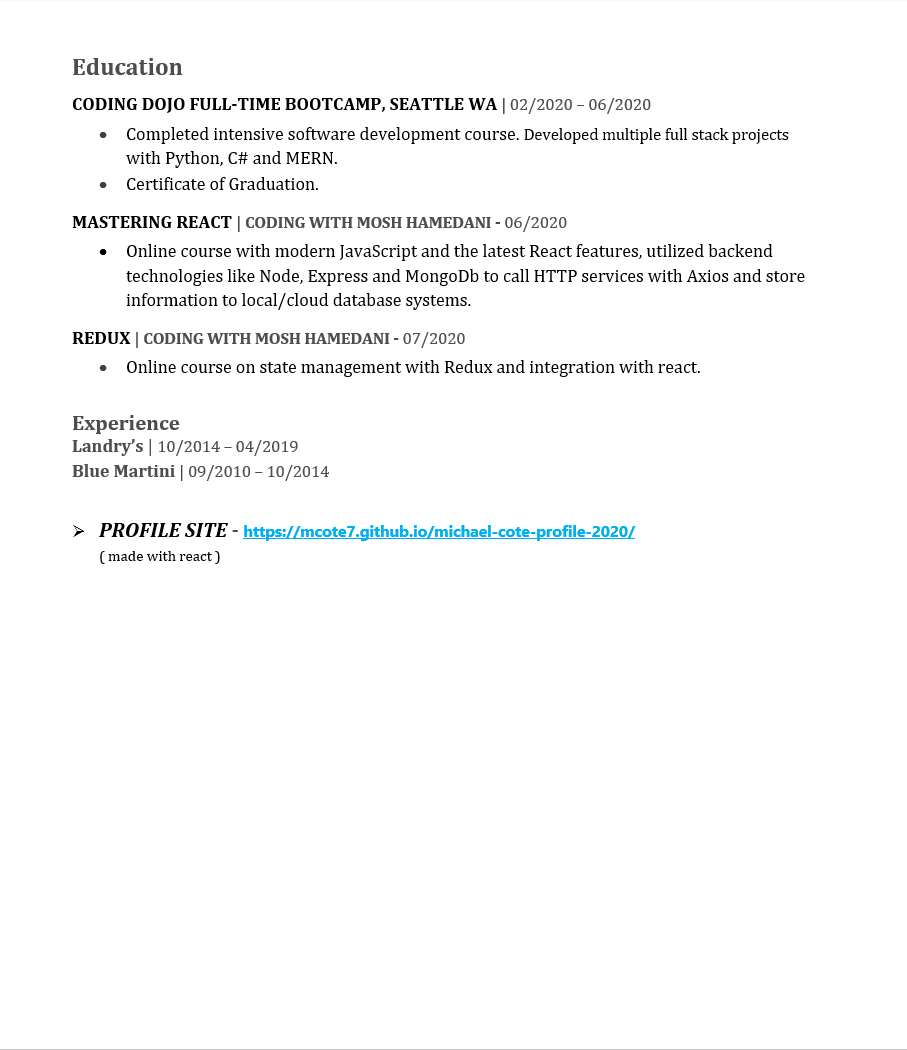 Education
CODING DOJO FULL-TIME BOOTCAMP, SEATTLE WA | 02/2020 – 06/2020
• Completed intensive software development course. Developed multiple full stack projects
with Python, C# and MERN.
• Certificate of Graduation.
MASTERING REACT | CODING WITH MOSH HAMEDANI - 06/2020
• Online course with modern JavaScript and the latest React features, utilized backend
technologies like Node, Express and MongoDb to call HTTP services with Axios and store
information to local/cloud database systems.
REDUX | CODING WITH MOSH HAMEDANI - 07/2020
• Online course on state management with Redux and integration with react.
Experience
Landry’s | 10/2014 – 04/2019
Blue Martini | 09/2010 – 10/2014
➢ PROFILE SITE - https://mcote7.github.io/michael-cote-profile-2020/
( made with react )